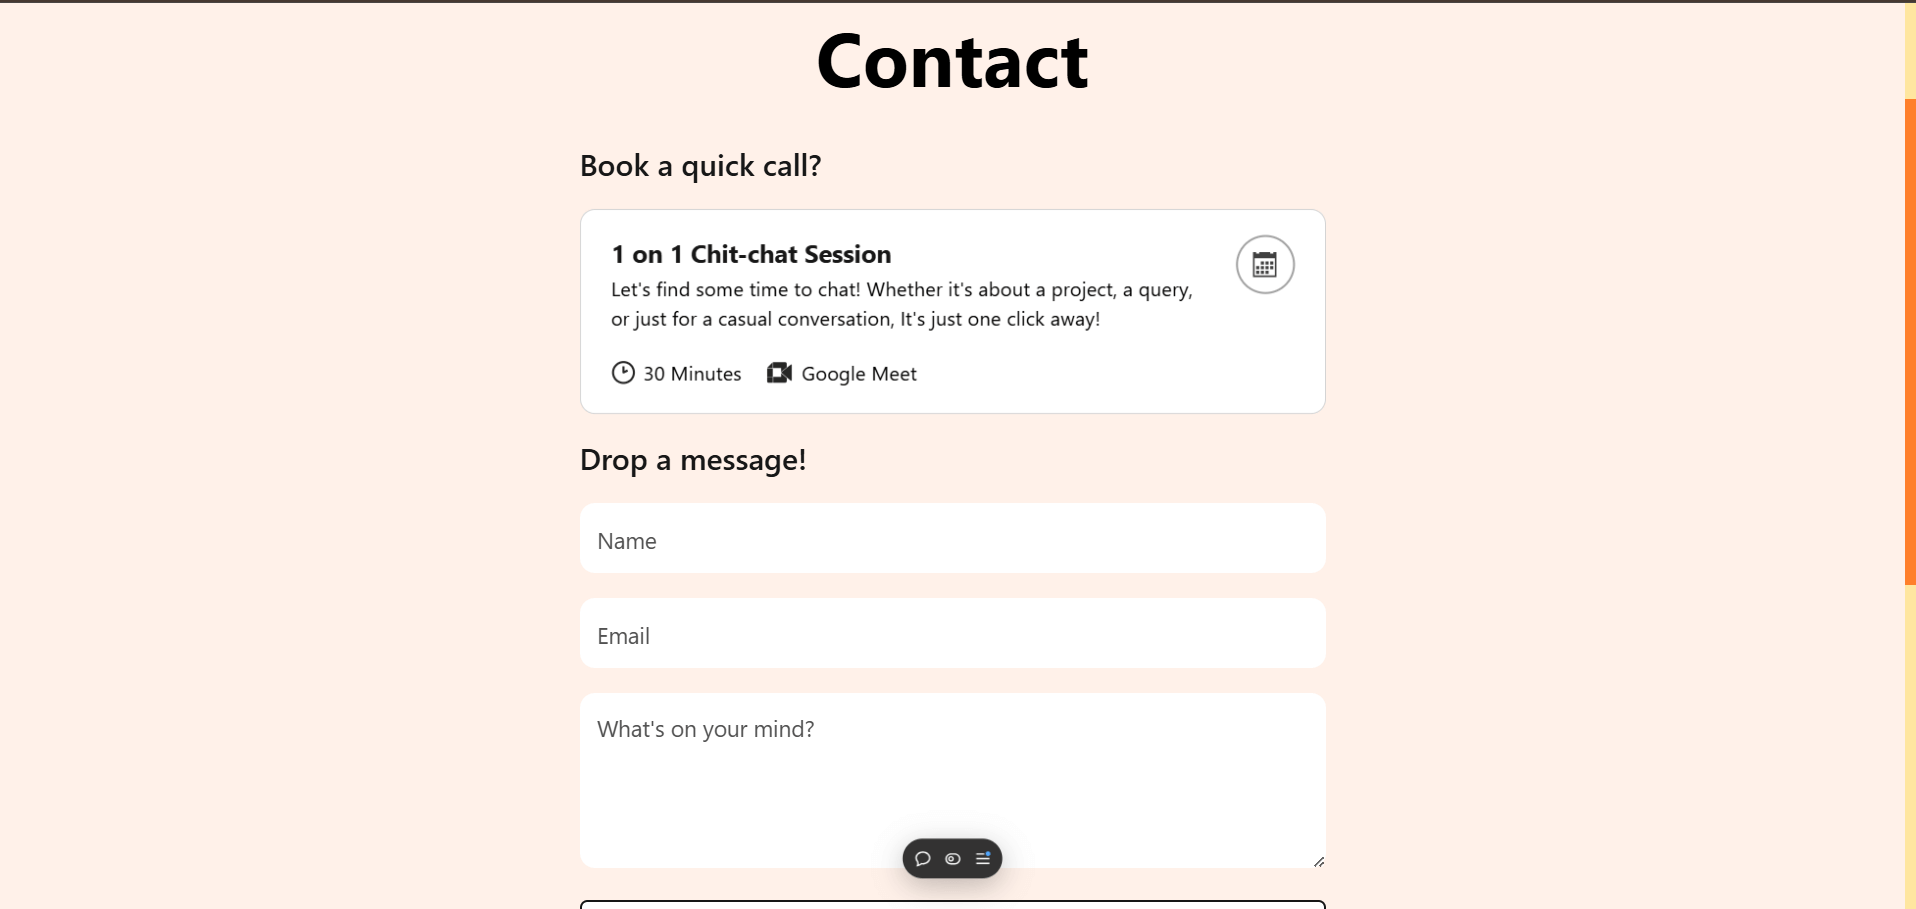 Contact
Book a quick call?
1 on 1 Chit-chat Session
Let's find some time to chat! Whether it's about a project, a query,
or just for a casual conversation, It's just one click away!
30 Minutes
Google Meet
Drop a message!
Name
Email
What's on your mind?